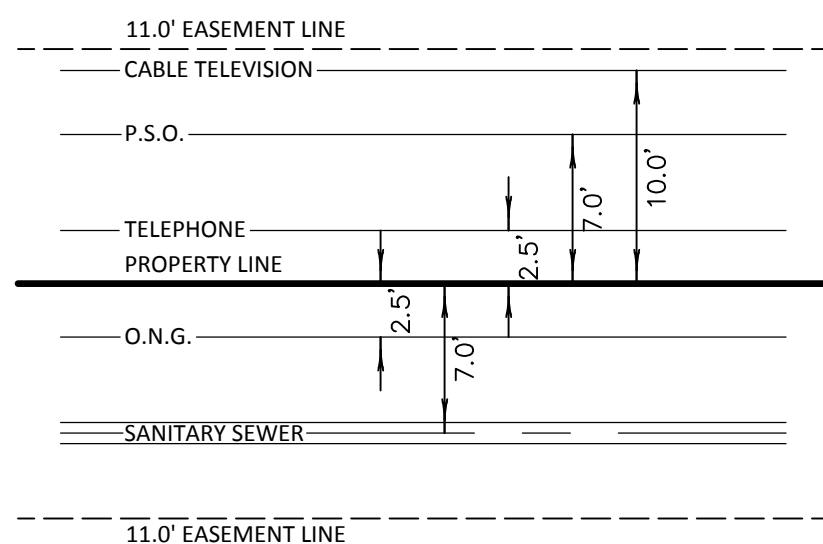 11.0' EASEMENT LINE
CABLE TELEVISION
P.S.O.
10.0'
7.0'
TELEPHONE
2.5'
PROPERTY LINE
2.5'
O.N.G.
7.0'
SANITARY SEWER
11.0' EASEMENT LINE